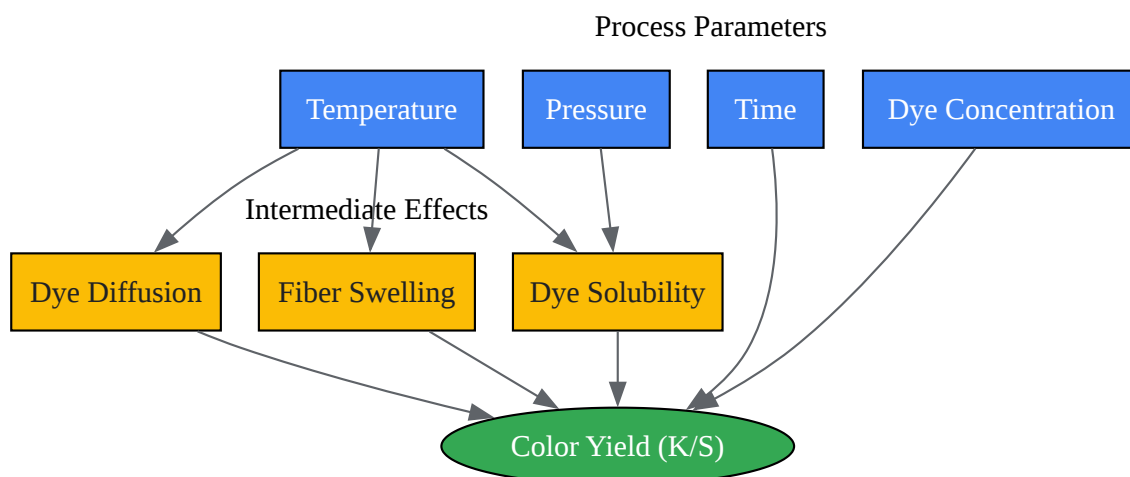 Process Parameters
Temperature
Pressure
Time
Dye Concentration
Intermediate Effects
Dye Diffusion
Fiber Swelling
Dye Solubility
Color Yield (K/S)